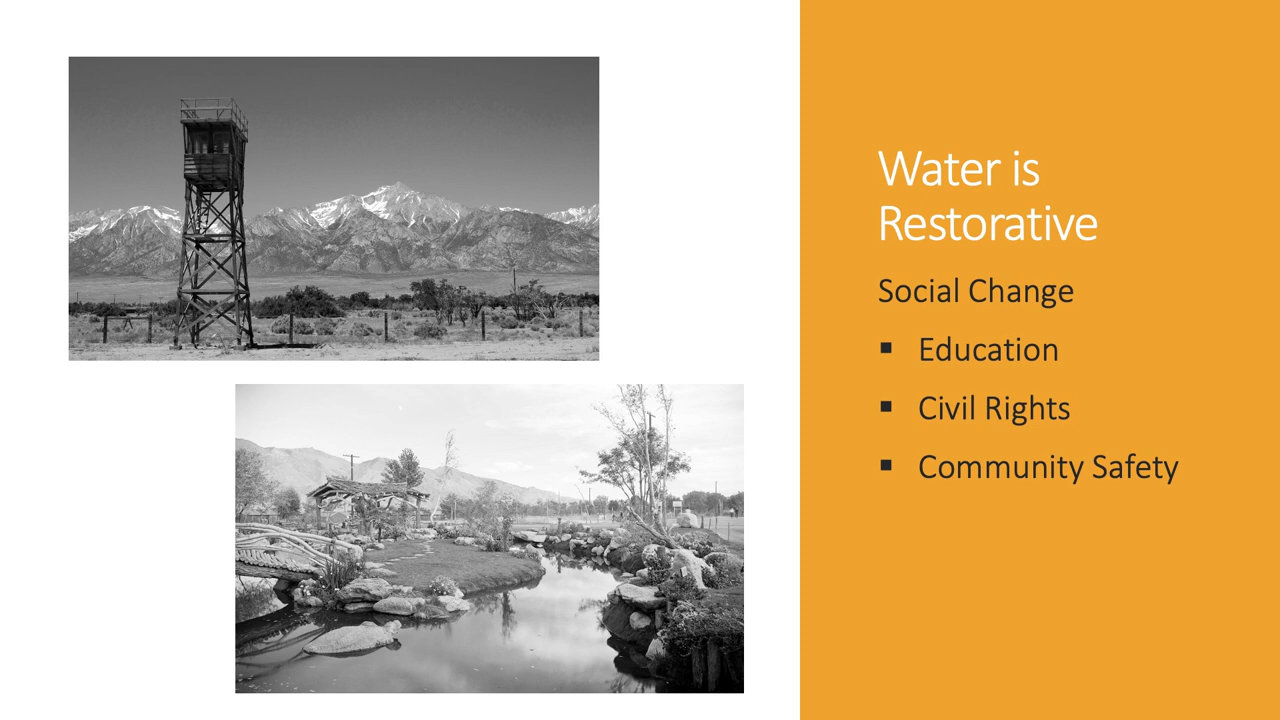 Water is
Restorative
Social Change
▪ Education
▪ Civil Rights
▪ Community Safety